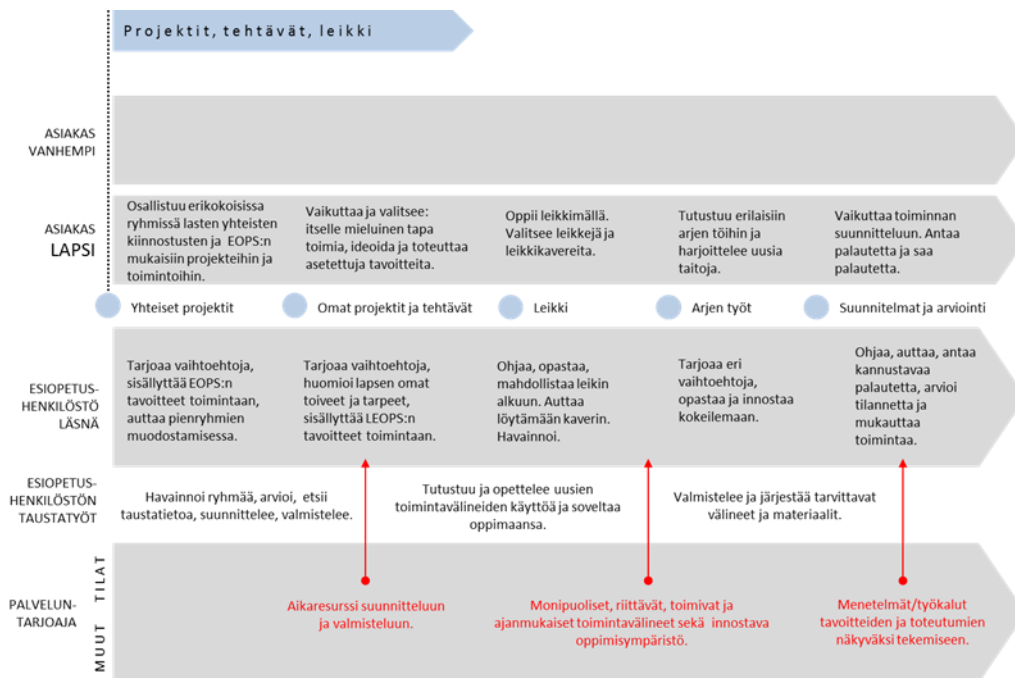 Projektit, tehtävät, leikki
ASIAKAS
VANHEMPI
ASIAKAS
LAPSI
Osallistuu erikokoisissa
ryhmissä lasten yhteisten
kiinnostusten ja EOPS:n
mukaisiin projekteihin ja
toimintoihin.
Vaikuttaa ja valitsee:
itselle mieluinen tapa
toimia, ideoida ja toteuttaa
asetettuja tavoitteita.
Oppii leikkimällä.
Valitsee leikkejä ja
leikkikavereita.
Tutustuu erilaisiin
arjen töihin ja
harjoittelee uusia
taitoja.
Vaikuttaa toiminnan
suunnitteluun. Antaa
palautetta ja saa
palautetta.
Yhteiset projektit
Omat projektit ja tehtävät
Leikki
Arjen työt
Suunnitelmat ja arviointi
ESIOPETUS-
HENKILÖSTÖ
LÄSNÄ
Tarjoaa vaihtoehtoja,
sisällyttää EOPS:n
tavoitteet toimintaan,
auttaa pienryhmien
muodostamisessa.
Tarjoaa vaihtoehtoja,
huomioi lapsen omat
toiveet ja tarpeet,
sisällyttää LEOPS:n
tavoitteet toimintaan.
Ohjaa, opastaa,
mahdollistaa leikin
alkuun. Auttaa
löytämään kaverin.
Havainnoi.
Tarjoaa eri
vaihtoehtoja,
opastaa ja innostaa
kokeilemaan.
Ohjaa, auttaa, antaa
kannustavaa
palautetta, arvioi
tilannetta ja
mukauttaa
toimintaa.
ESIOPETUS-
HENKILÖSTÖN
TAUSTATYÖT
Havainnoi ryhmää, arvioi, etsii
taustatietoa, suunnittelee, valmistelee.
Tutustuu ja opettelee uusien
toimintavälineiden käyttöä ja soveltaa
oppimaansa.
Valmistelee ja järjestää tarvittavat
välineet ja materiaalit.
PALVELUN-
TARJOAJA
MUUT TILAT
Aikaresurssi suunnitteluun
ja valmisteluun.
Monipuoliset, riittävät, toimivat ja
ajanmukaiset toimintavälineet sekä innostava
oppimisympäristö.
Menetelmät/työkalut
tavoitteiden ja toteutumien
näkyväksi tekemiseen.